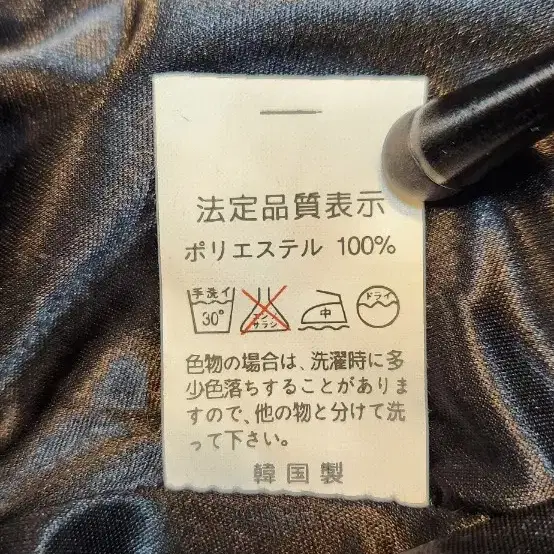 法定品質表示
ポリエステル 100%
手洗イ
30°
エンソ
サラシ
中
ドライ
色物の場合は、洗濯時に多
少色落ちすることがありま
すので、他の物と分けて洗
って下さい。
韓国製